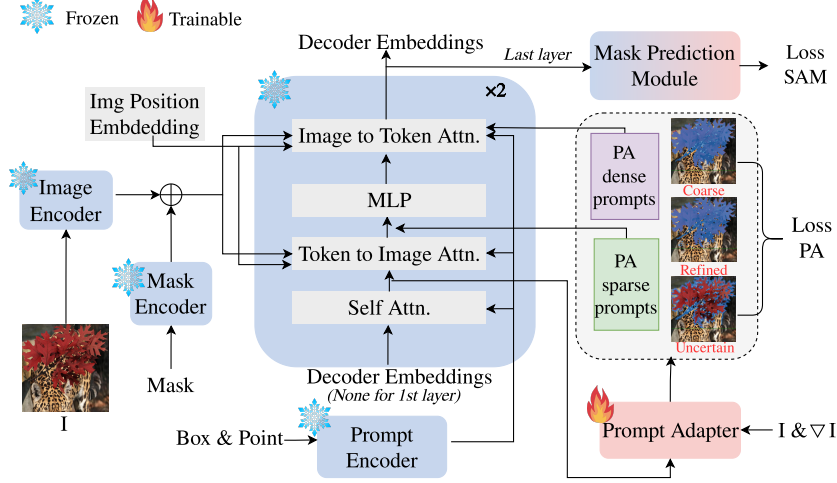 Frozen
Trainable
Decoder Embeddings
Last layer
Mask Prediction
Module
Loss
SAM
×2
Img Position
Embdedding
Image to Token Attn.
PA
dense
prompts
Coarse
Image
Encoder
MLP
Loss
PA
Token to Image Attn.
Refined
Mask
Encoder
PA
sparse
prompts
Self Attn.
Uncertain
Mask
I
Decoder Embeddings
(None for 1st layer)
Box & Point
Prompt
Encoder
Prompt Adapter
I & ▽ I